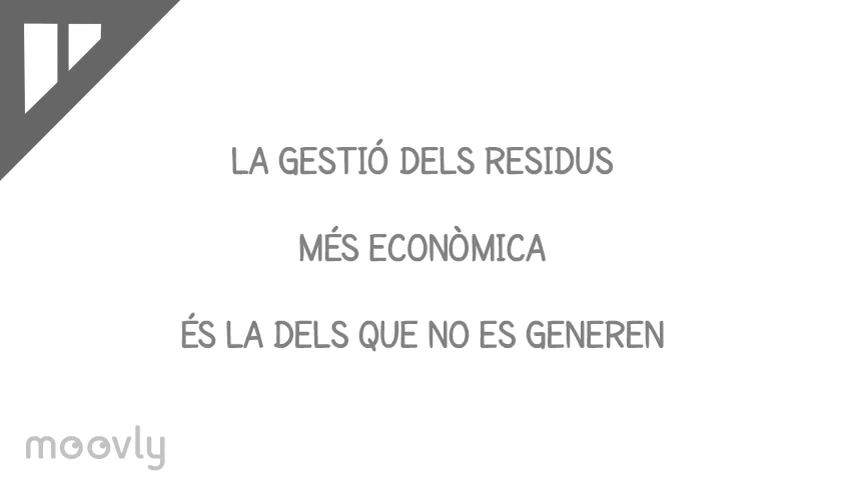 LA GESTIÓ DELS RESIDUS
MÉS ECONÒMICA
ÉS LA DELS QUE NO ES GENEREN
moovly